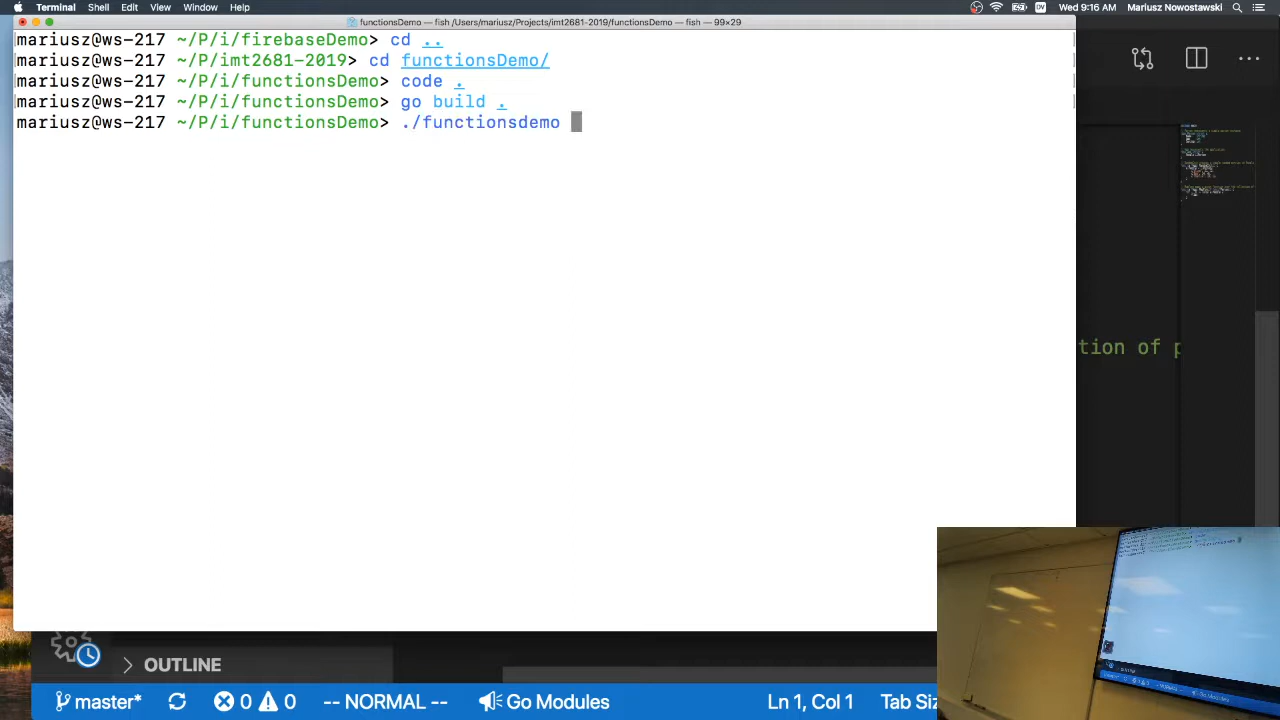 Terminal Shell Edit View Window Help Wed 9:16 AM Mariusz Nowostawski
functionsDemo — fish /Users/mariusz/Projects/imt2681-2019/functionsDemo — fish — 99×29
mariusz@ws-217 ~/P/i/firebaseDemo> cd ..
mariusz@ws-217 ~/P/imt2681-2019> cd functionsDemo/
mariusz@ws-217 ~/P/i/functionsDemo> code .
mariusz@ws-217 ~/P/i/functionsDemo> go build .
mariusz@ws-217 ~/P/i/functionsDemo> ./functionsdemo
tion of p
OUTLINE
master* 0 0 -- NORMAL -- Go Modules Ln 1, Col 1 Tab Siz